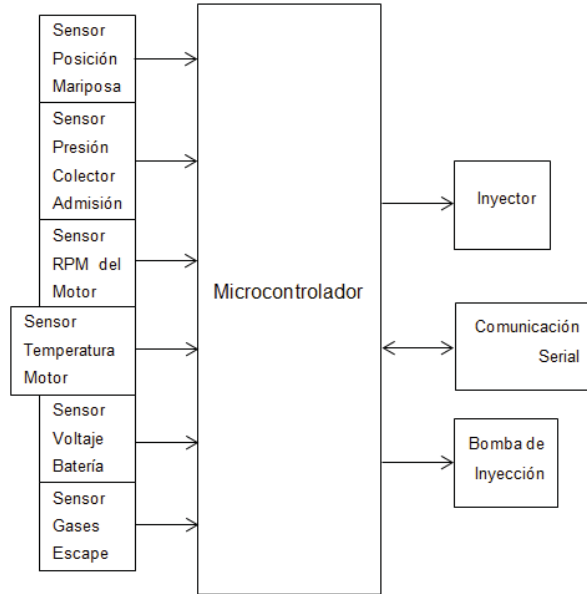 Sensor
Posición
Mariposa
Sensor
Presión
Colector
Admisión
Sensor
RPM del
Motor
Sensor
Temperatura
Motor
Sensor
Voltaje
Batería
Sensor
Gases
Escape
Microcontrolador
Inyector
Comunicación
Serial
Bomba de
Inyección